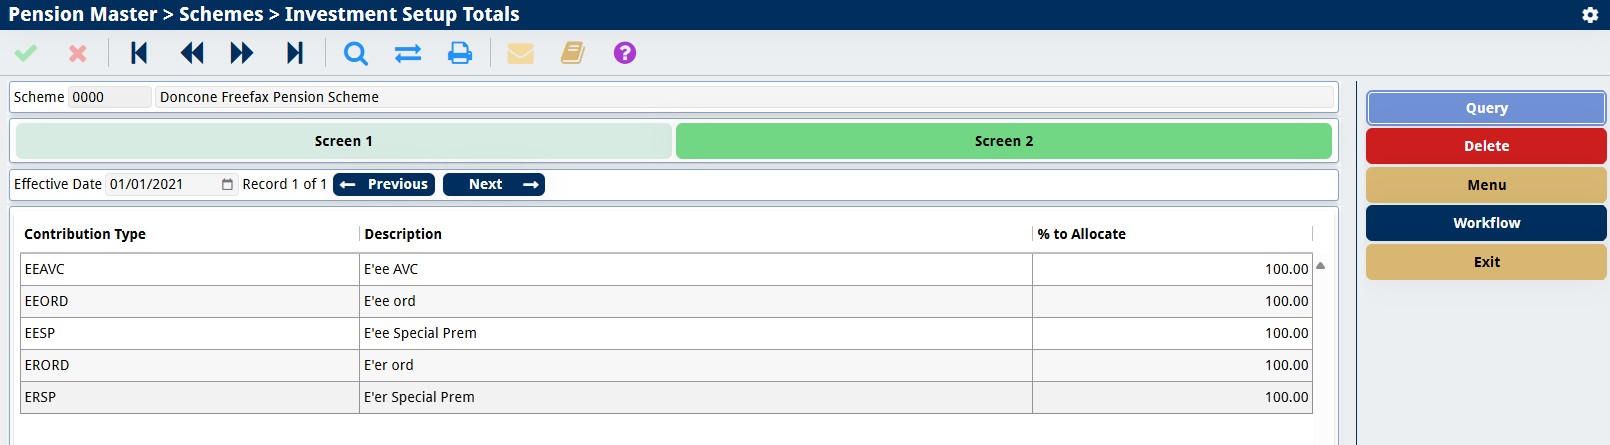 Pension Master > Schemes > Investment Setup Totals
Scheme 0000 Doncone Freefax Pension Scheme
Query
Screen 1 Screen 2
Delete
Effective Date 01/01/2021 Record 1 of 1 Previous Next
Menu
Workflow
Contribution Type Description % to Allocate
Exit
EEAVC E'ee AVC 100.00
EEORD E'ee ord 100.00
EESP E'ee Special Prem 100.00
ERORD E'er ord 100.00
ERSP E'er Special Prem 100.00